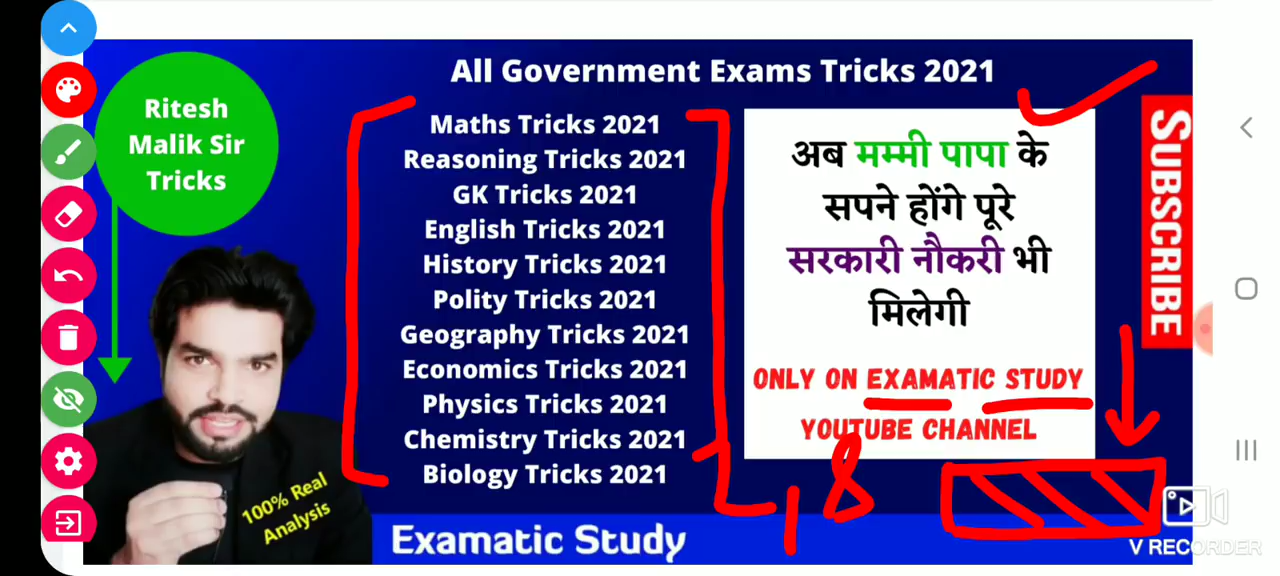 All Government Exams Tricks 2021
Ritesh
Malik Sir
Tricks
Maths Tricks 2021
Reasoning Tricks 2021
GK Tricks 2021
English Tricks 2021
History Tricks 2021
Polity Tricks 2021
Geography Tricks 2021
Economics Tricks 2021
Physics Tricks 2021
Chemistry Tricks 2021
Biology Tricks 2021
अब मम्मी पापा के
सपने होंगे पूरे
सरकारी नौकरी भी
मिलेगी
ONLY ON EXAMATIC STUDY
YOUTUBE CHANNEL
SUBSCRIBE
100% Real
Analysis
18
Examatic Study
V RECORDER